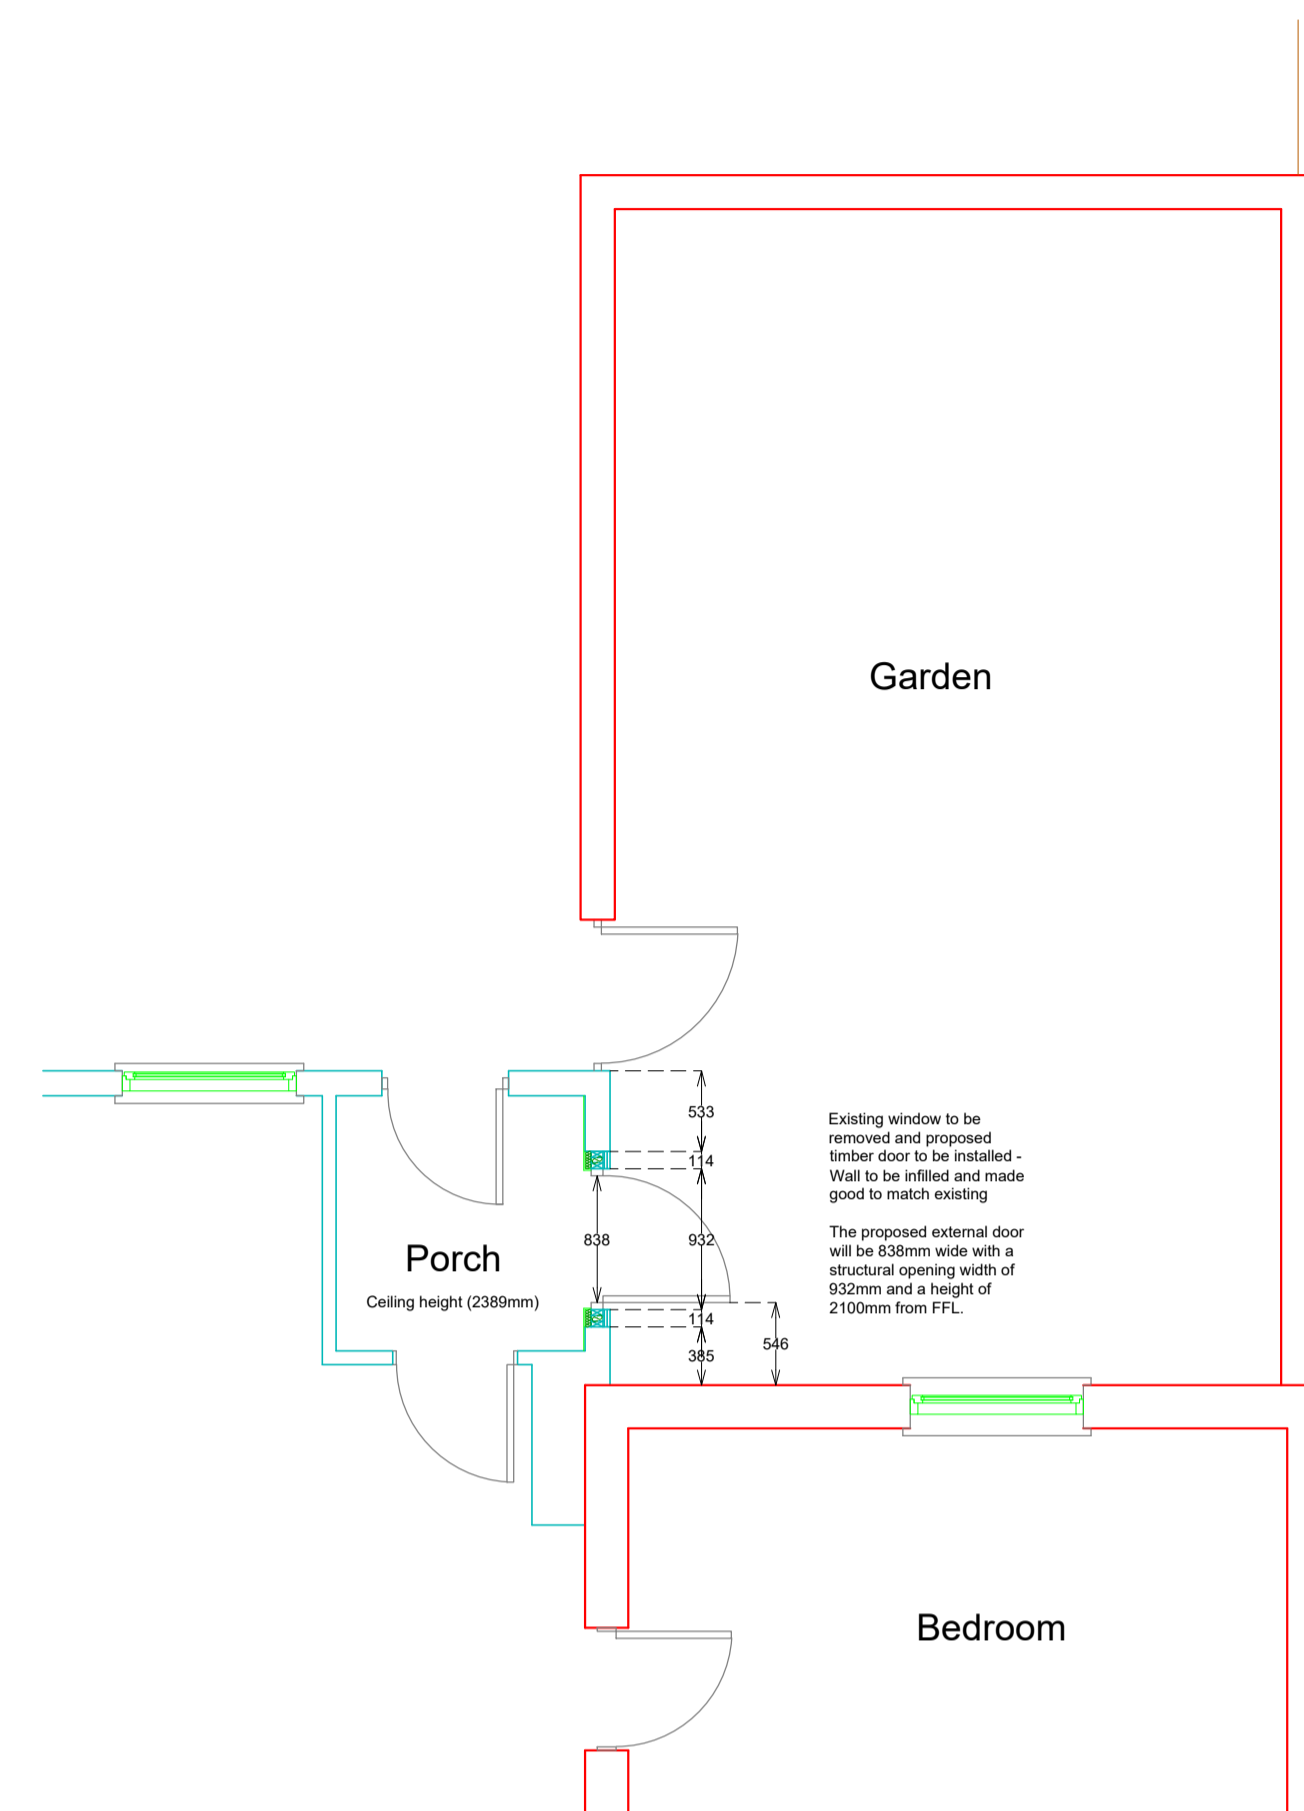 Garden
533
Existing window to be
removed and proposed
timber door to be installed -
Wall to be infilled and made
good to match existing
114
838
932
The proposed external door
will be 838mm wide with a
structural opening width of
932mm and a height of
2100mm from FFL.
Porch
Ceiling height (2389mm)
114
546
385
Bedroom